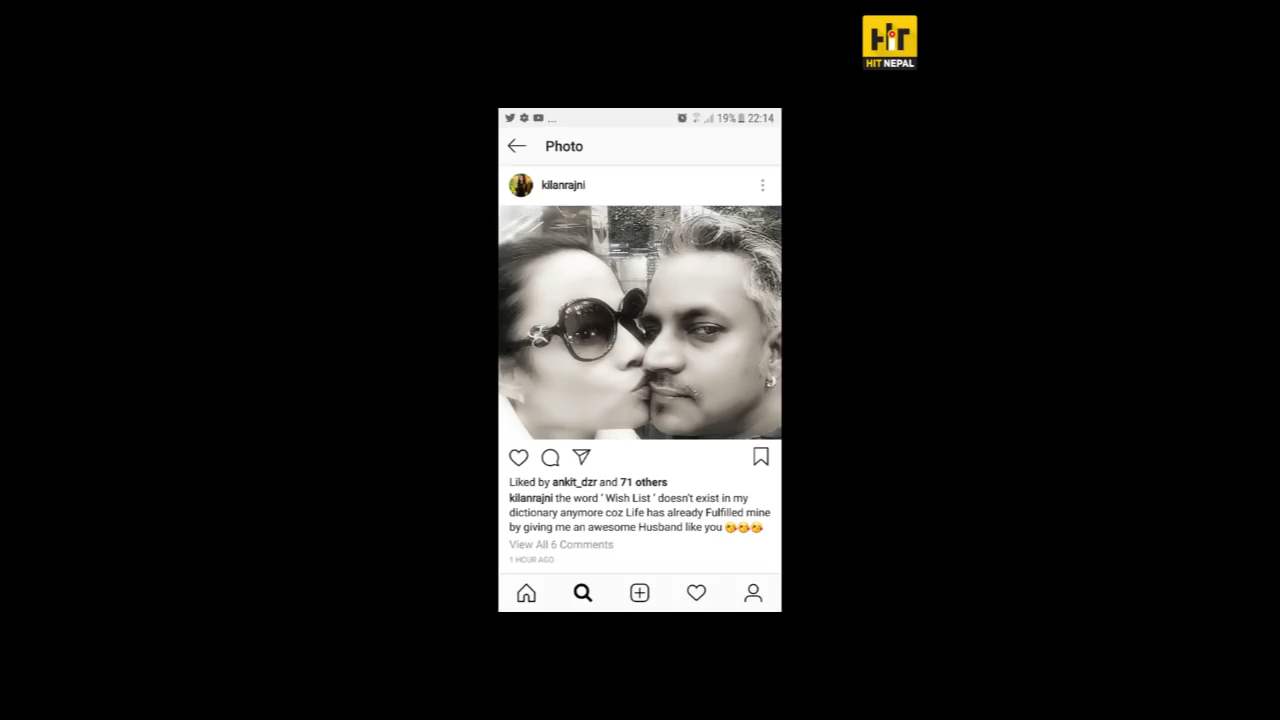 HiT
HIT NEPAL
... 19% 22:14
Photo
kilanrajni
Liked by ankit_dzr and 71 others
kilanrajni the word ' Wish List ' doesn't exist in my
dictionary anymore coz Life has already Fulfilled mine
by giving me an awesome Husband like you 😘😘😘
View All 6 Comments
1 HOUR AGO